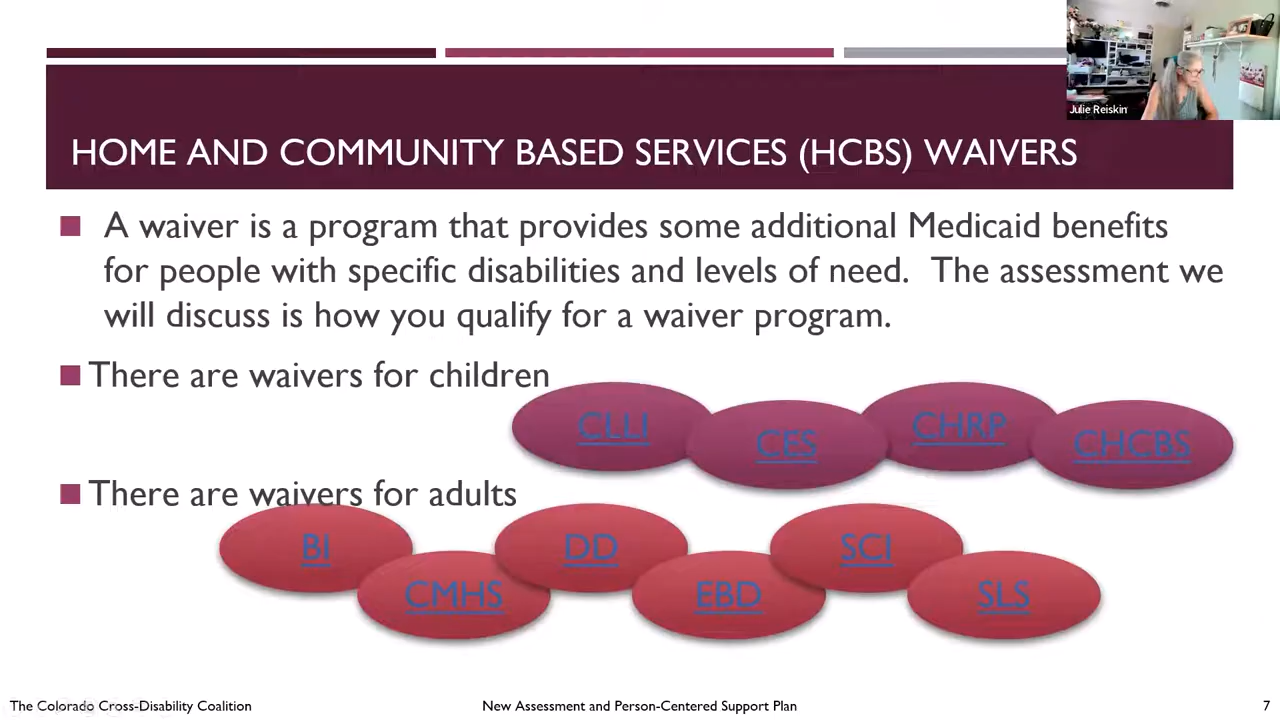 Julie Reiskin
HOME AND COMMUNITY BASED SERVICES (HCBS) WAIVERS
A waiver is a program that provides some additional Medicaid benefits
for people with specific disabilities and levels of need. The assessment we
will discuss is how you qualify for a waiver program.
There are waivers for children
CLLI
CES
CHRP
CHCBS
There are waivers for adults
BI
CMHS
DD
EBD
SCI
SLS
The Colorado Cross-Disability Coalition
New Assessment and Person-Centered Support Plan
7